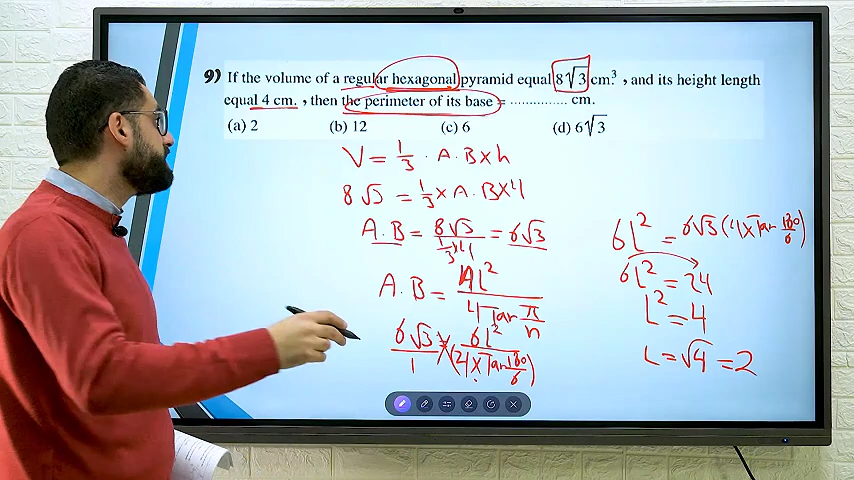 9) If the volume of a regular hexagonal pyramid equal 8√3 cm.³ , and its height length
equal 4 cm. , then the perimeter of its base = ............... cm.
(a) 2 (b) 12 (c) 6 (d) 6√3
V = 1/3 · A.B × h
8√3 = 1/3 × A.B × 4
A.B = 8√3 / (1/3 × 4) = 6√3
A.B = nL² / 4 Tan π/n
6√3 / 1 = 6L² / (4 × Tan 180/6)
6L² = 6√3 (4 × Tan 180/6)
6L² = 24
L² = 4
L = √4 = 2